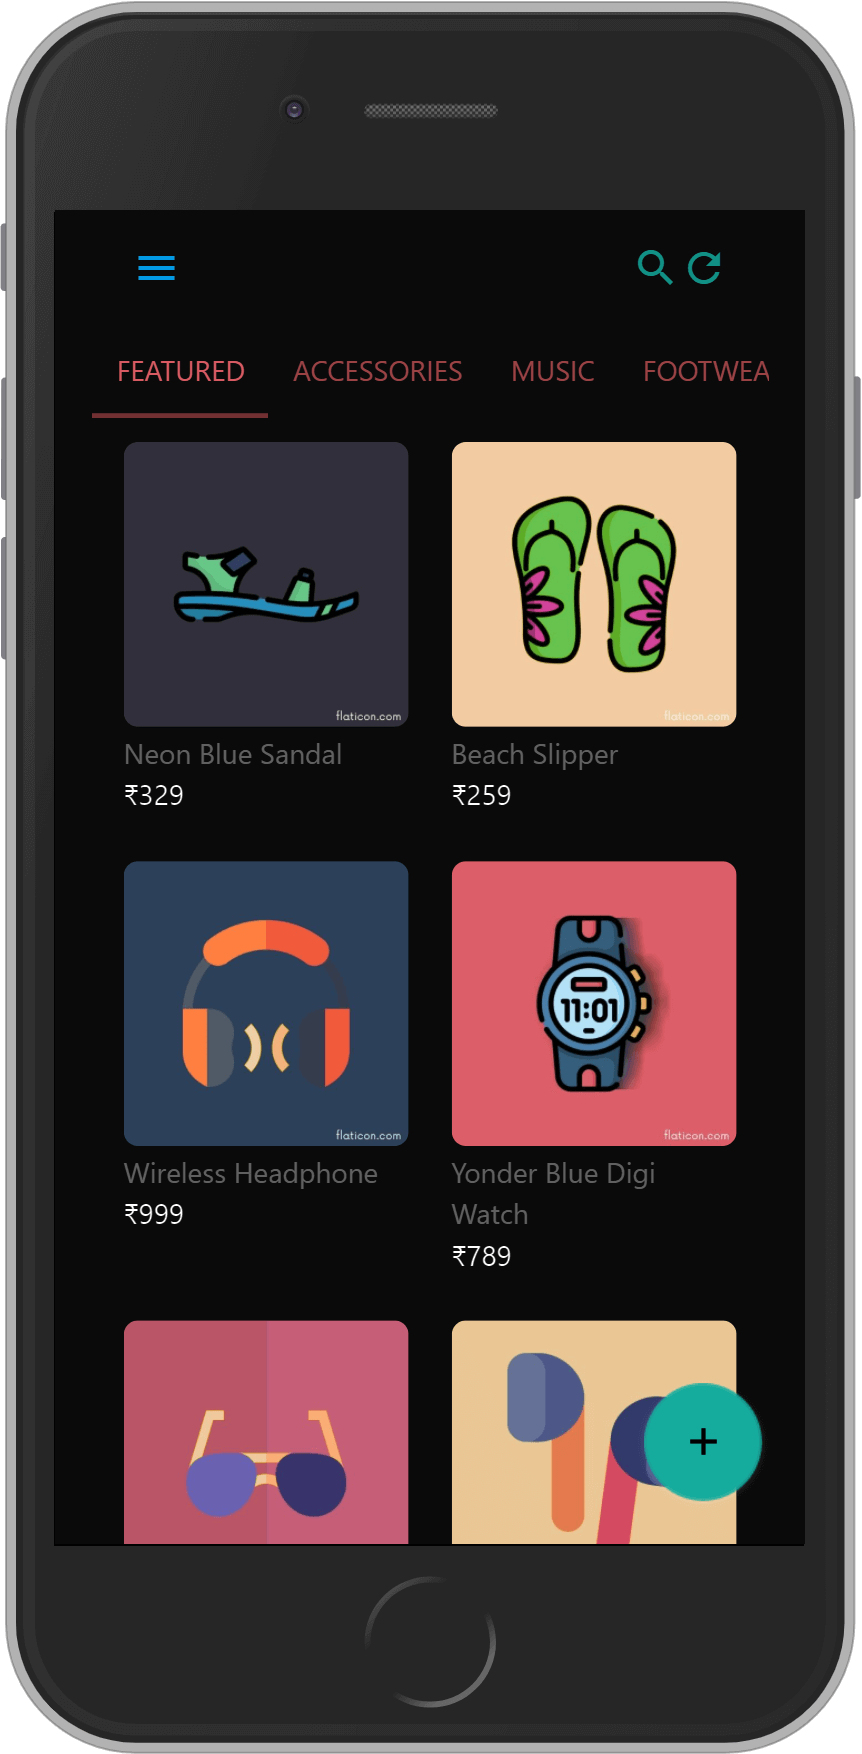 FEATURED ACCESSORIES MUSIC FOOTWEA
flaticon.com flaticon.com
Neon Blue Sandal Beach Slipper
₹329 ₹259
11:01
flaticon.com flaticon.com
Wireless Headphone Yonder Blue Digi
Watch
₹999 ₹789